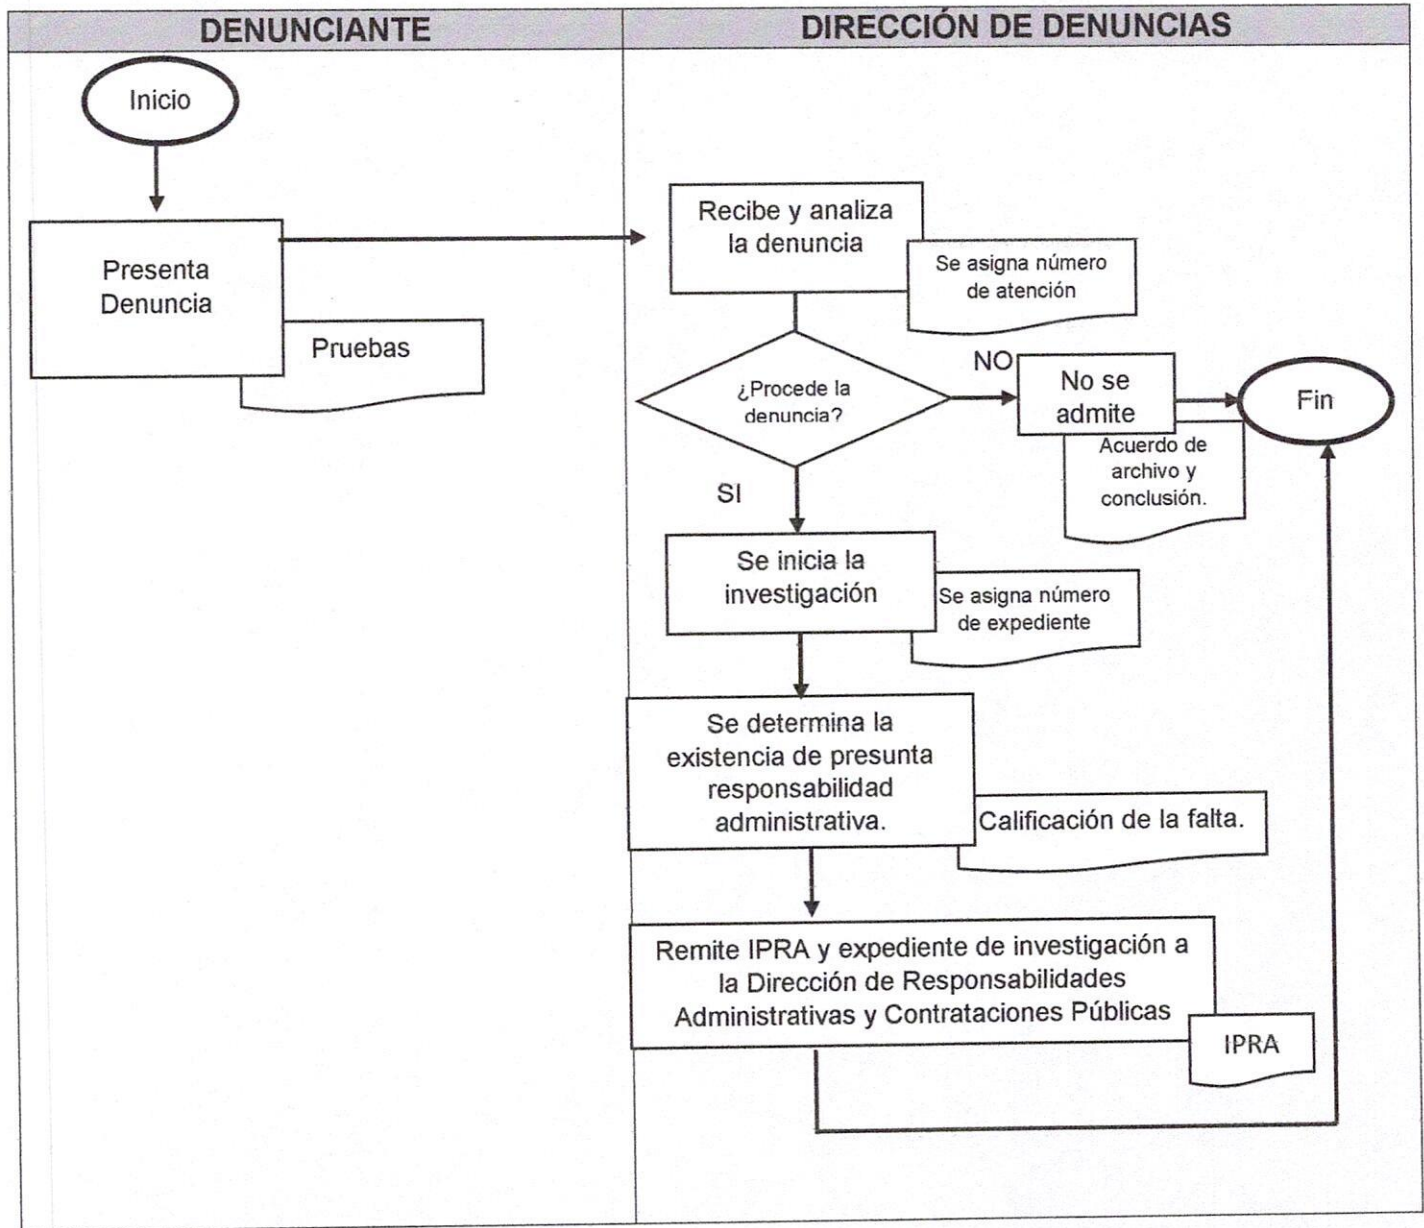 DENUNCIANTE
DIRECCIÓN DE DENUNCIAS
Inicio
Presenta
Denuncia
Pruebas
Recibe y analiza
la denuncia
Se asigna número
de atención
¿Procede la
denuncia?
NO
No se
admite
Acuerdo de
archivo y
conclusión.
Fin
SI
Se inicia la
investigación
Se asigna número
de expediente
Se determina la
existencia de presunta
responsabilidad
administrativa.
Calificación de la falta.
Remite IPRA y expediente de investigación a
la Dirección de Responsabilidades
Administrativas y Contrataciones Públicas
IPRA